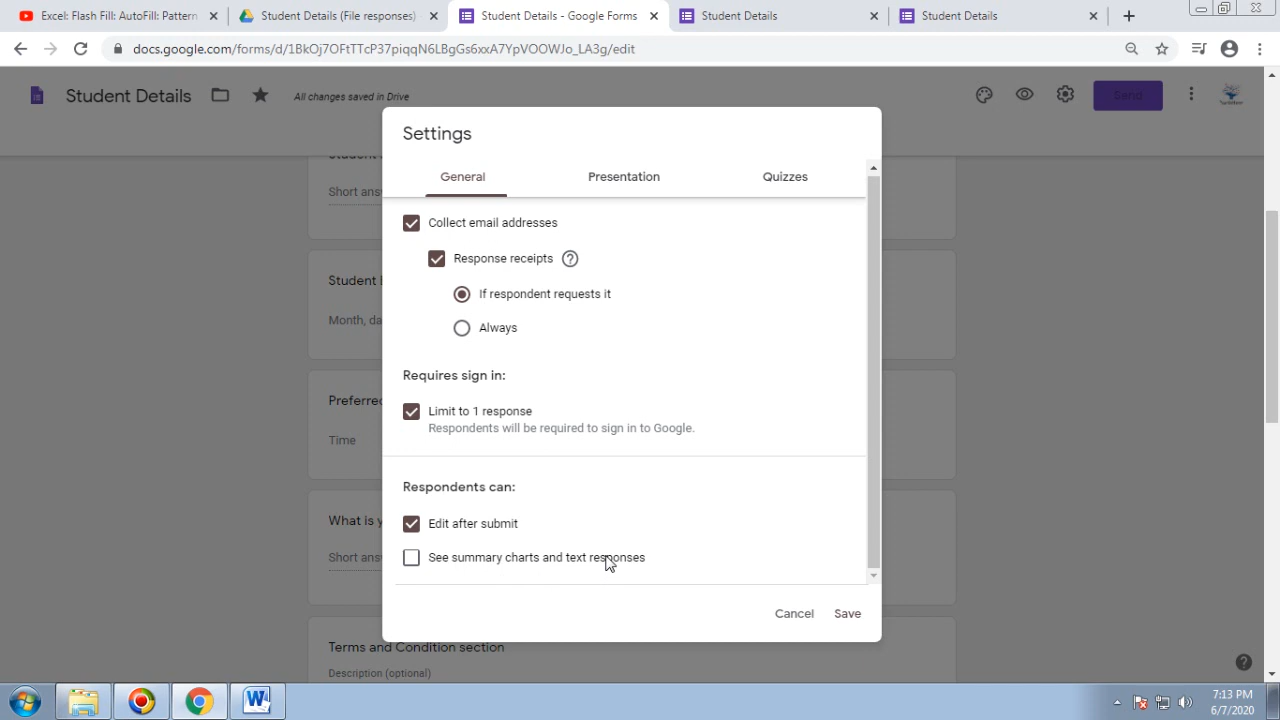 Excel: Flash Fill: AutoFill: Pattern
Student Details (File responses)
Student Details - Google Forms
Student Details
Student Details
docs.google.com/forms/d/1BkOj7OFtTTcP37piqqN6LBgGs6xxA7YpVOOWJo_LA3g/edit
Student Details
All changes saved in Drive
Send
Settings
General
Presentation
Quizzes
Short ans
Collect email addresses
Response receipts
Student
If respondent requests it
Month, da
Always
Requires sign in:
Preferred
Limit to 1 response
Respondents will be required to sign in to Google.
Time
Respondents can:
What is y
Edit after submit
Short ans
See summary charts and text responses
Cancel
Save
Terms and Condition section
Description (optional)
7:13 PM
6/7/2020